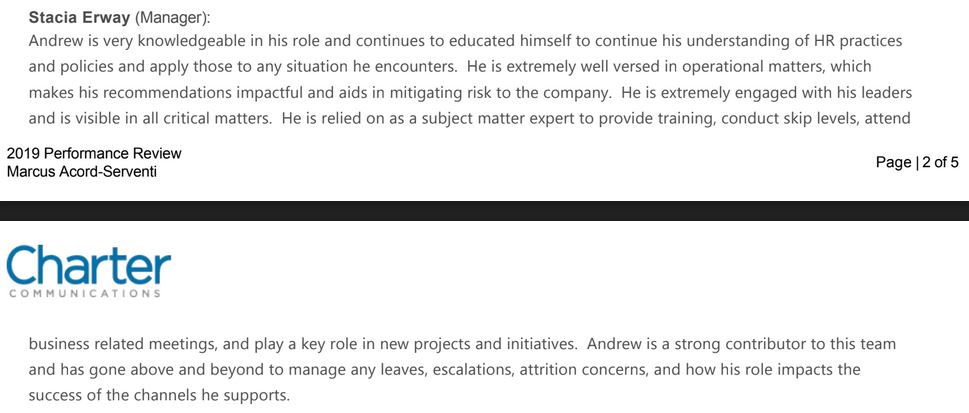 Stacia Erway (Manager):
Andrew is very knowledgeable in his role and continues to educated himself to continue his understanding of HR practices
and policies and apply those to any situation he encounters.  He is extremely well versed in operational matters, which
makes his recommendations impactful and aids in mitigating risk to the company.  He is extremely engaged with his leaders
and is visible in all critical matters.  He is relied on as a subject matter expert to provide training, conduct skip levels, attend
2019 Performance Review
Marcus Acord-Serventi
Page | 2 of 5
Charter
COMMUNICATIONS
business related meetings, and play a key role in new projects and initiatives.  Andrew is a strong contributor to this team
and has gone above and beyond to manage any leaves, escalations, attrition concerns, and how his role impacts the
success of the channels he supports.